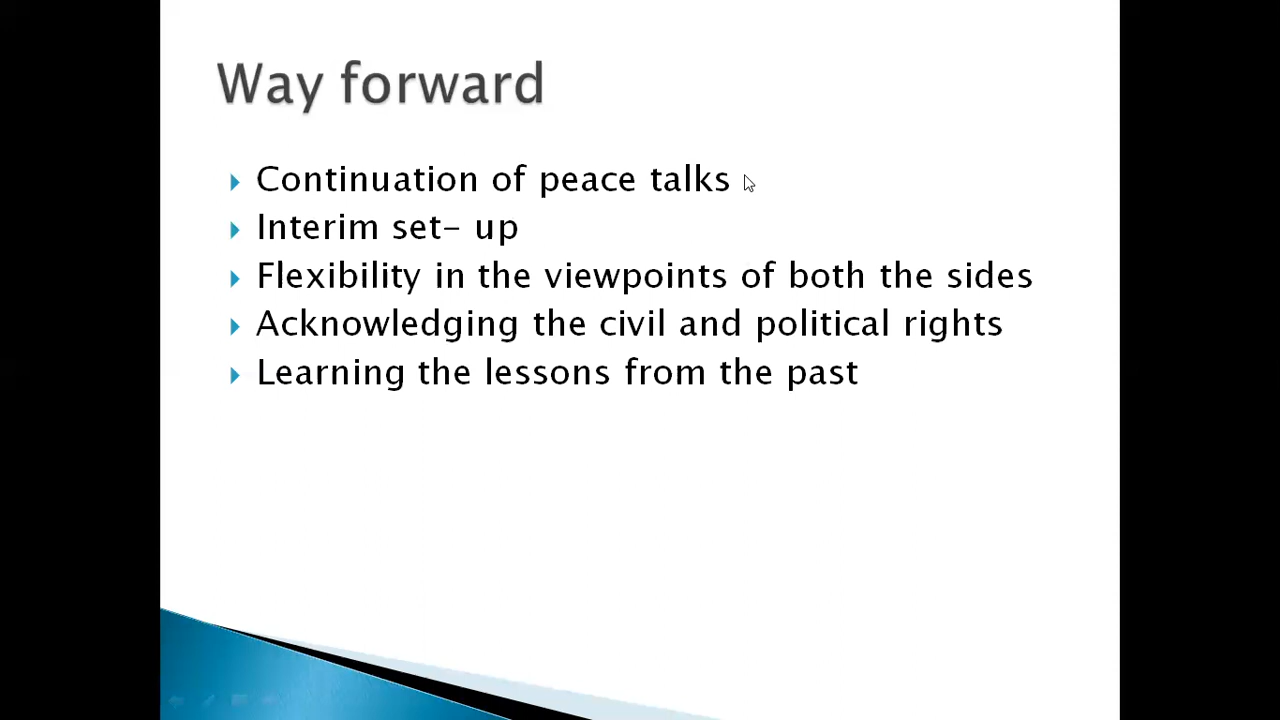 Way forward
Continuation of peace talks
Interim set- up
Flexibility in the viewpoints of both the sides
Acknowledging the civil and political rights
Learning the lessons from the past